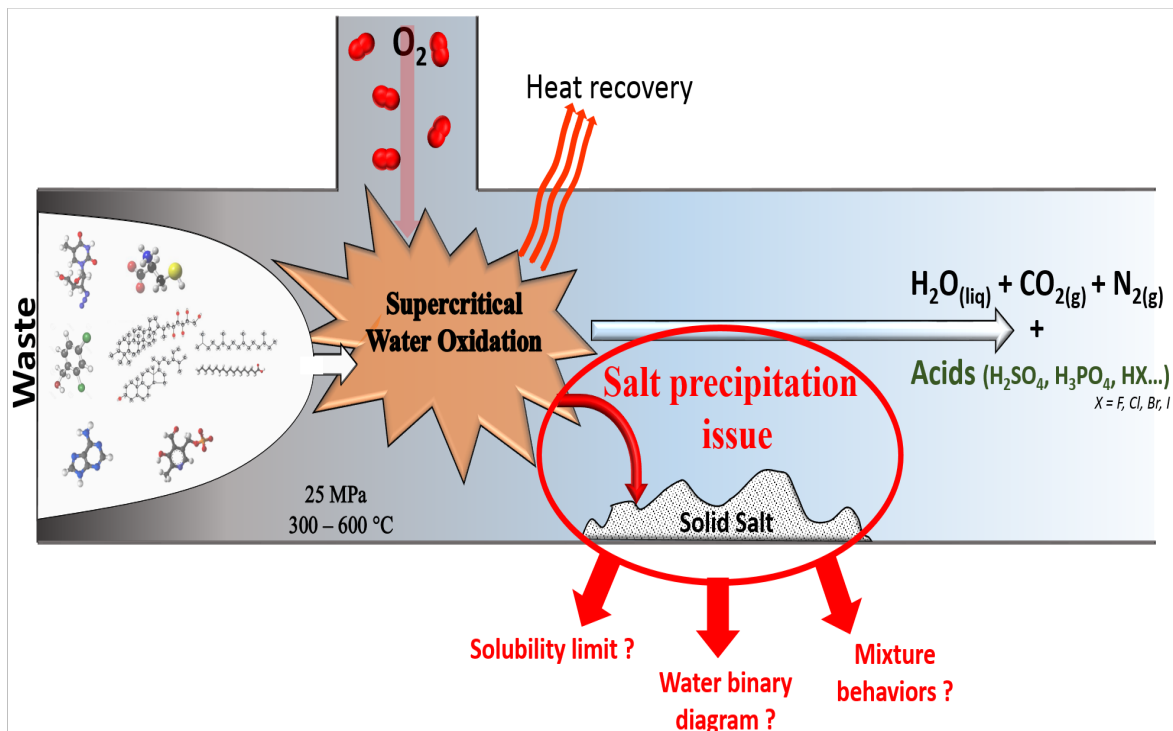 O₂
Heat recovery
Waste
Supercritical
Water Oxidation
25 MPa
300 – 600 °C
H₂O(liq) + CO₂(g) + N₂(g)
+
Acids (H₂SO₄, H₃PO₄, HX...)
X = F, Cl, Br, I
Salt precipitation
issue
Solid Salt
Solubility limit ?
Water binary
diagram ?
Mixture
behaviors ?